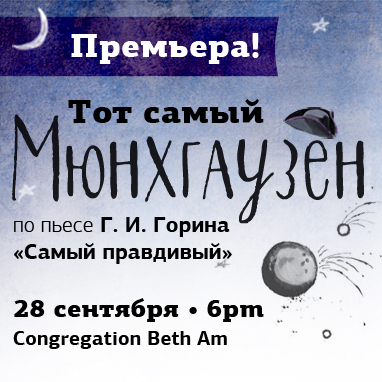 Премьера!
Тот самый
Мюнхгаузен
по пьесе Г. И. Горина
«Самый правдивый»
28 сентября • 6pm
Congregation Beth Am